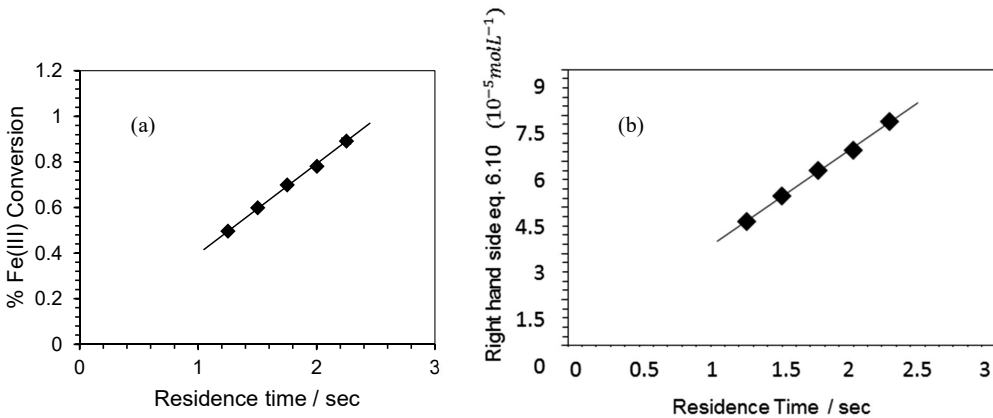 % Fe(III) Conversion
1.2
1
0.8
0.6
0.4
0.2
0
(a)
0 1 2 3
Residence time / sec
Right hand side eq. 6.10 (10⁻⁵molL⁻¹)
9
7.5
6
4.5
3
1.5
0
(b)
0 0.5 1 1.5 2 2.5 3
Residence Time / sec